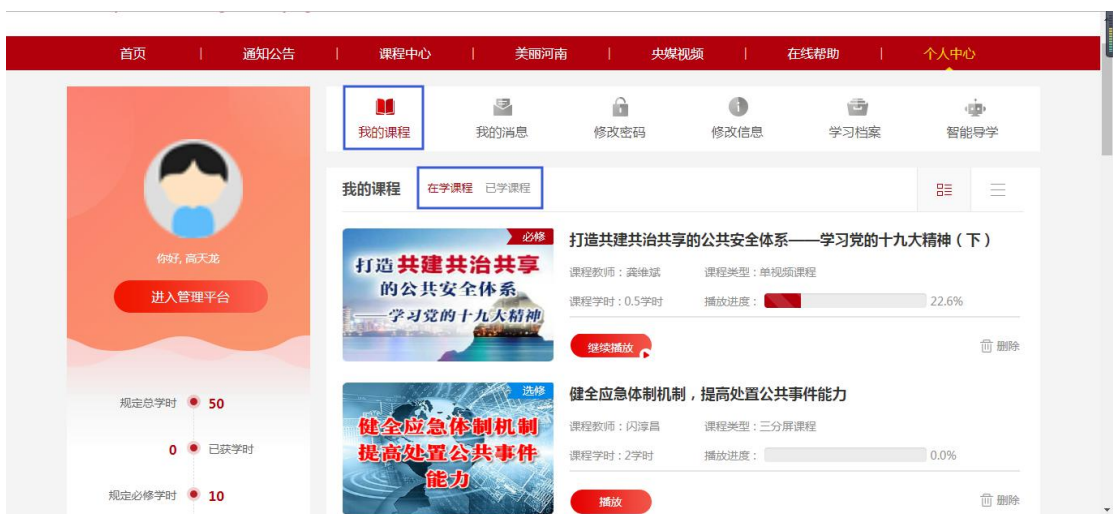 首页 | 通知公告 | 课程中心 | 美丽河南 | 央媒视频 | 在线帮助 | 个人中心
我的课程 我的消息 修改密码 修改信息 学习档案 智能导学
你好, 高天龙
进入管理平台
规定总学时 50
0 已获学时
规定必修学时 10
我的课程 在学课程 已学课程
必修
打造共建共治共享
的公共安全体系
——学习党的十九大精神
打造共建共治共享的公共安全体系——学习党的十九大精神(下)
课程教师:龚维斌 课程类型:单视频课程
课程学时:0.5学时 播放进度: 22.6%
继续播放 删除
选修
健全应急体制机制
提高处置公共事件
能力
健全应急体制机制,提高处置公共事件能力
课程教师:闪淳昌 课程类型:三分屏课程
课程学时:2学时 播放进度: 0.0%
播放 删除